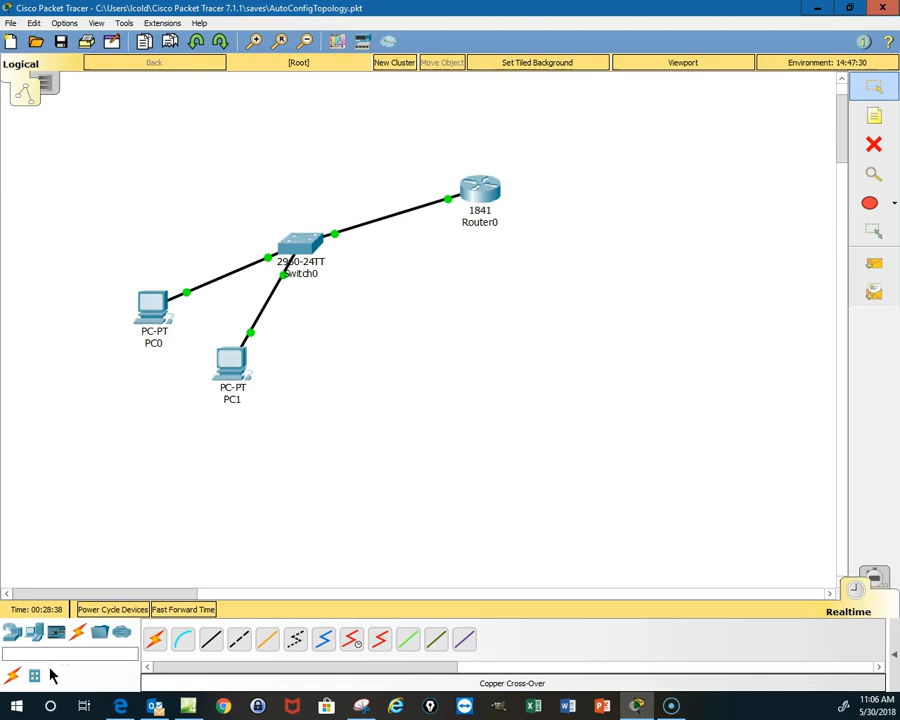 Cisco Packet Tracer - C:\Users\lcold\Cisco Packet Tracer 7.1.1\saves\AutoConfigTopology.pkt
File Edit Options View Tools Extensions Help
Logical Back [Root] New Cluster Move Object Set Tiled Background Viewport Environment: 14:47:30
1841
Router0
2960-24TT
Switch0
PC-PT
PC0
PC-PT
PC1
Time: 00:28:38 Power Cycle Devices Fast Forward Time
Realtime
Copper Cross-Over
11:06 AM
5/30/2018